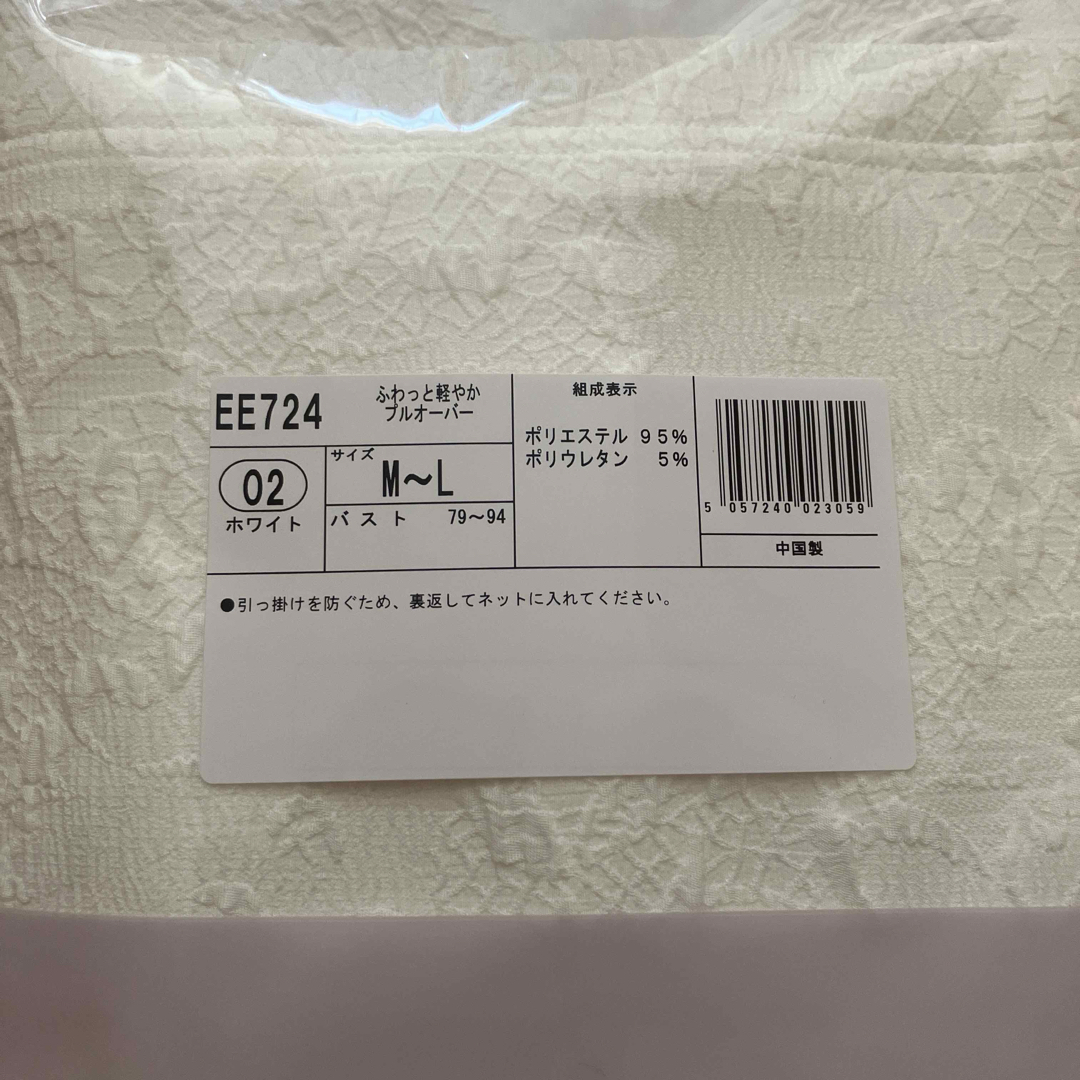 EE724
ふわっと軽やか
プルオーバー
02
ホワイト
サイズ
M〜L
バスト 79〜94
組成表示
ポリエステル 95%
ポリウレタン 5%
5 057240 023059
中国製
●引っ掛けを防ぐため、裏返してネットに入れてください。